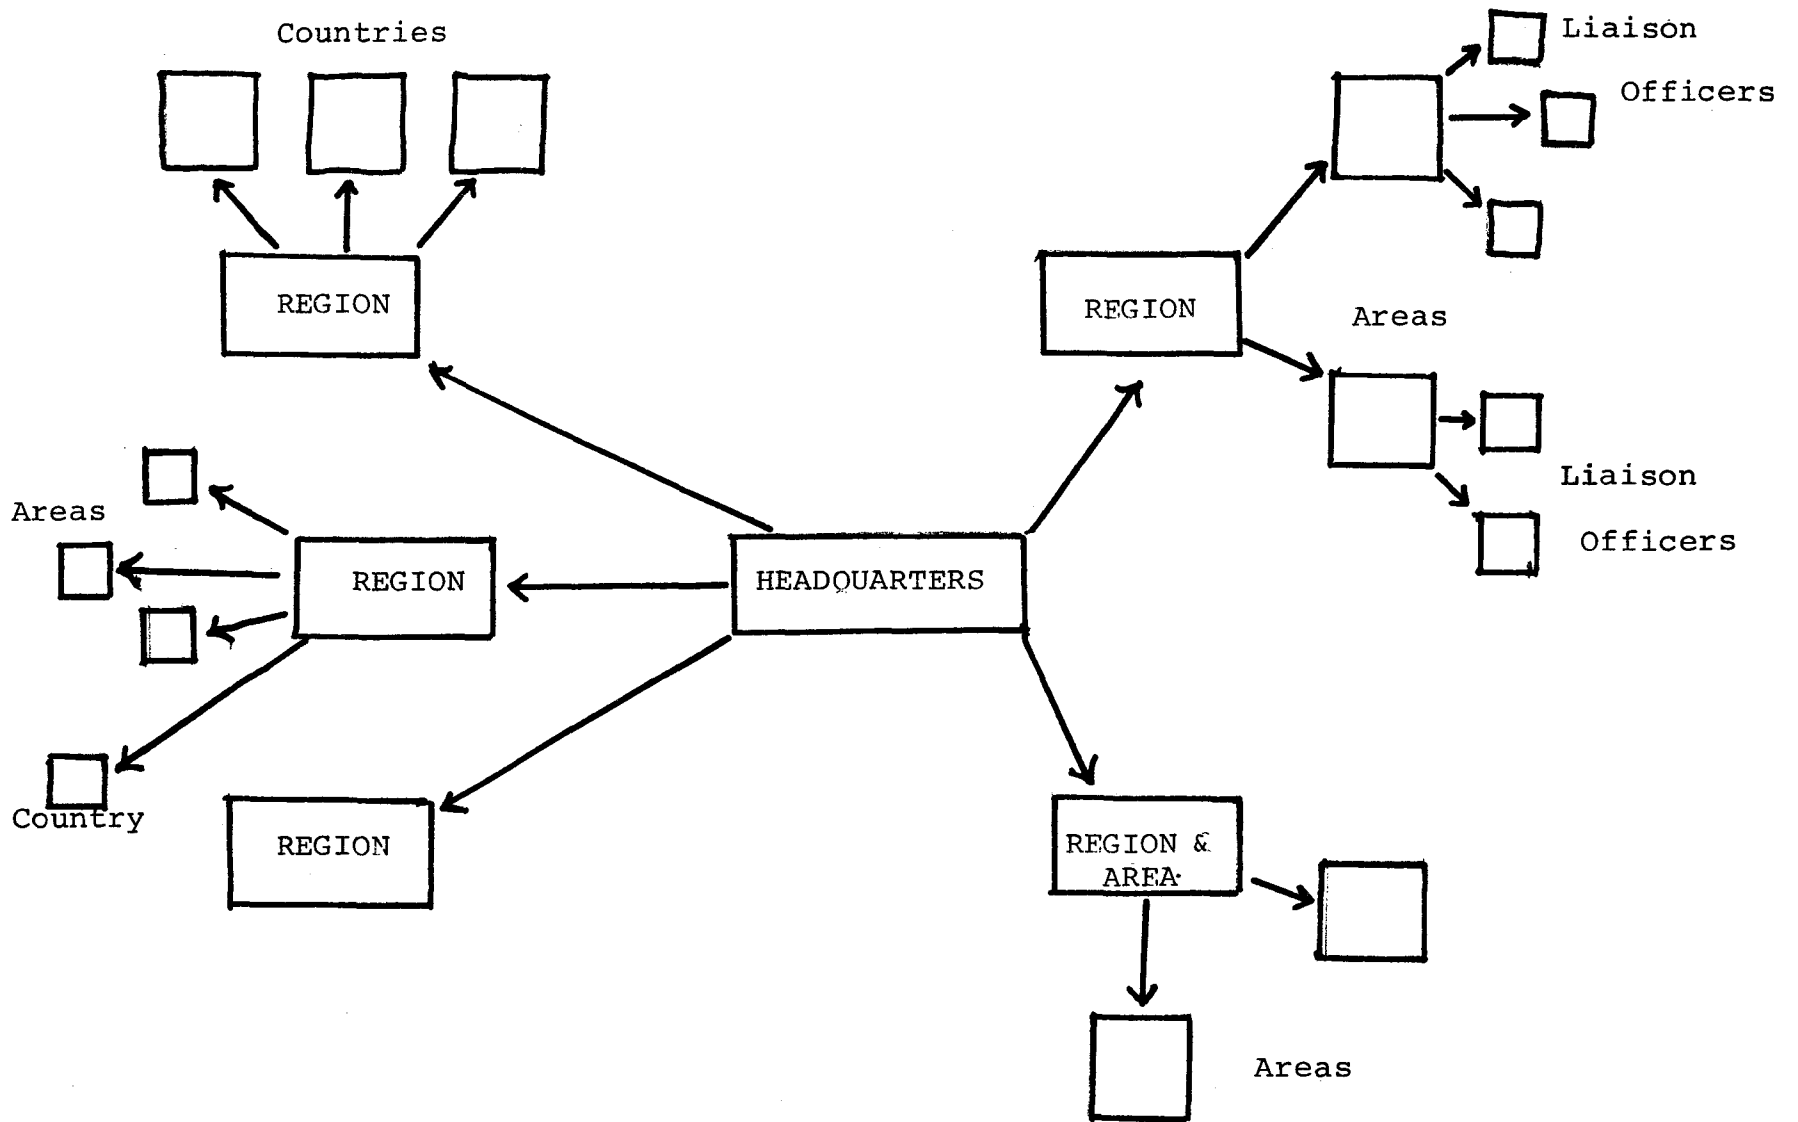 Countries
Liaison
Officers
REGION
REGION
Areas
Areas
Liaison
Officers
REGION
HEADQUARTERS
Country
REGION
REGION &
AREA
Areas